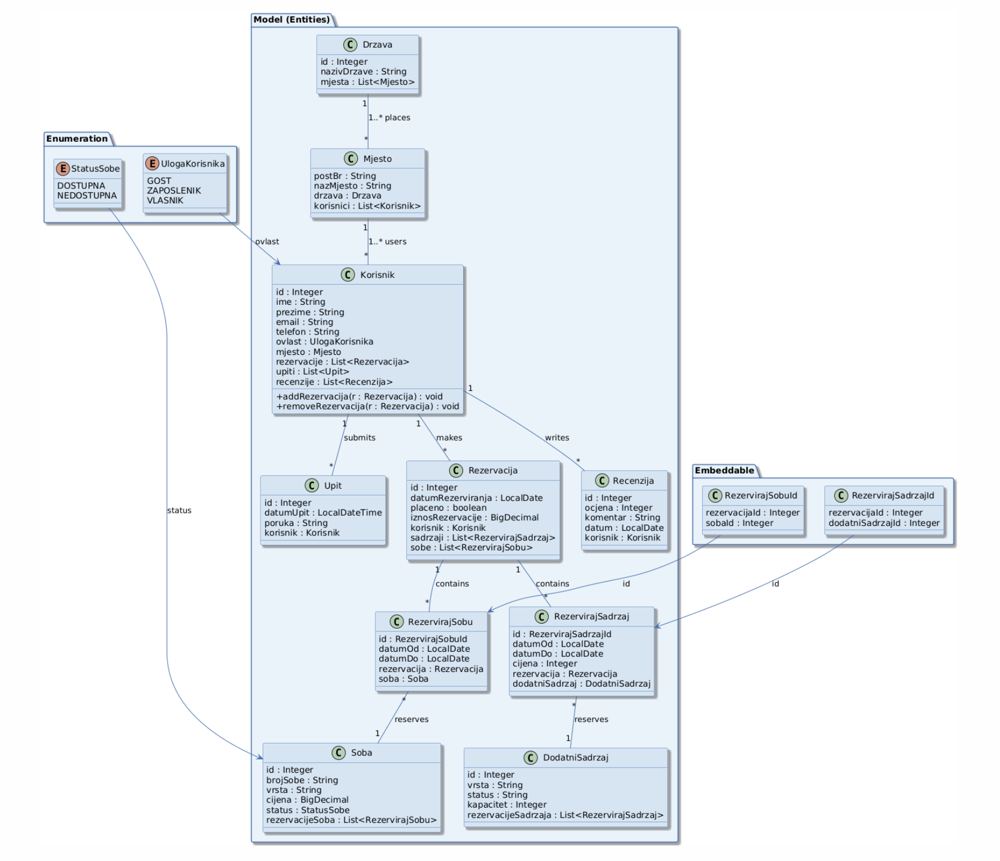 Model (Entities)
C Drzava
id : Integer
nazivDrzave : String
mjesta : List<Mjesto>
1
1..* places
*
Enumeration
E StatusSobe
DOSTUPNA
NEDOSTUPNA
E UlogaKorisnika
GOST
ZAPOSLENIK
VLASNIK
C Mjesto
postBr : String
nazMjesto : String
drzava : Drzava
korisnici : List<Korisnik>
1
1..* users
*
ovlast
C Korisnik
id : Integer
ime : String
prezime : String
email : String
telefon : String
ovlast : UlogaKorisnika
mjesto : Mjesto
rezervacije : List<Rezervacija>
upiti : List<Upit>
recenzije : List<Recenzija>
+addRezervacija(r : Rezervacija) : void
+removeRezervacija(r : Rezervacija) : void
1
submits
*
1
makes
*
1
writes
*
status
C Upit
id : Integer
datumUpit : LocalDateTime
poruka : String
korisnik : Korisnik
C Rezervacija
id : Integer
datumRezerviranja : LocalDate
placeno : boolean
iznosRezervacije : BigDecimal
korisnik : Korisnik
sadrzaji : List<RezervirajSadrzaj>
sobe : List<RezervirajSobu>
C Recenzija
id : Integer
ocjena : Integer
komentar : String
datum : LocalDate
korisnik : Korisnik
Embeddable
C RezervirajSobuId
rezervacijaId : Integer
sobaId : Integer
C RezervirajSadrzajId
rezervacijaId : Integer
dodatniSadrzajId : Integer
1
contains
*
1
contains
*
id
id
C RezervirajSobu
id : RezervirajSobuId
datumOd : LocalDate
datumDo : LocalDate
rezervacija : Rezervacija
soba : Soba
C RezervirajSadrzaj
id : RezervirajSadrzajId
datumOd : LocalDate
datumDo : LocalDate
cijena : Integer
rezervacija : Rezervacija
dodatniSadrzaj : DodatniSadrzaj
*
reserves
1
*
reserves
1
C Soba
id : Integer
brojSobe : String
vrsta : String
cijena : BigDecimal
status : StatusSobe
rezervacijeSoba : List<RezervirajSobu>
C DodatniSadrzaj
id : Integer
vrsta : String
status : String
kapacitet : Integer
rezervacijeSadrzaja : List<RezervirajSadrzaj>